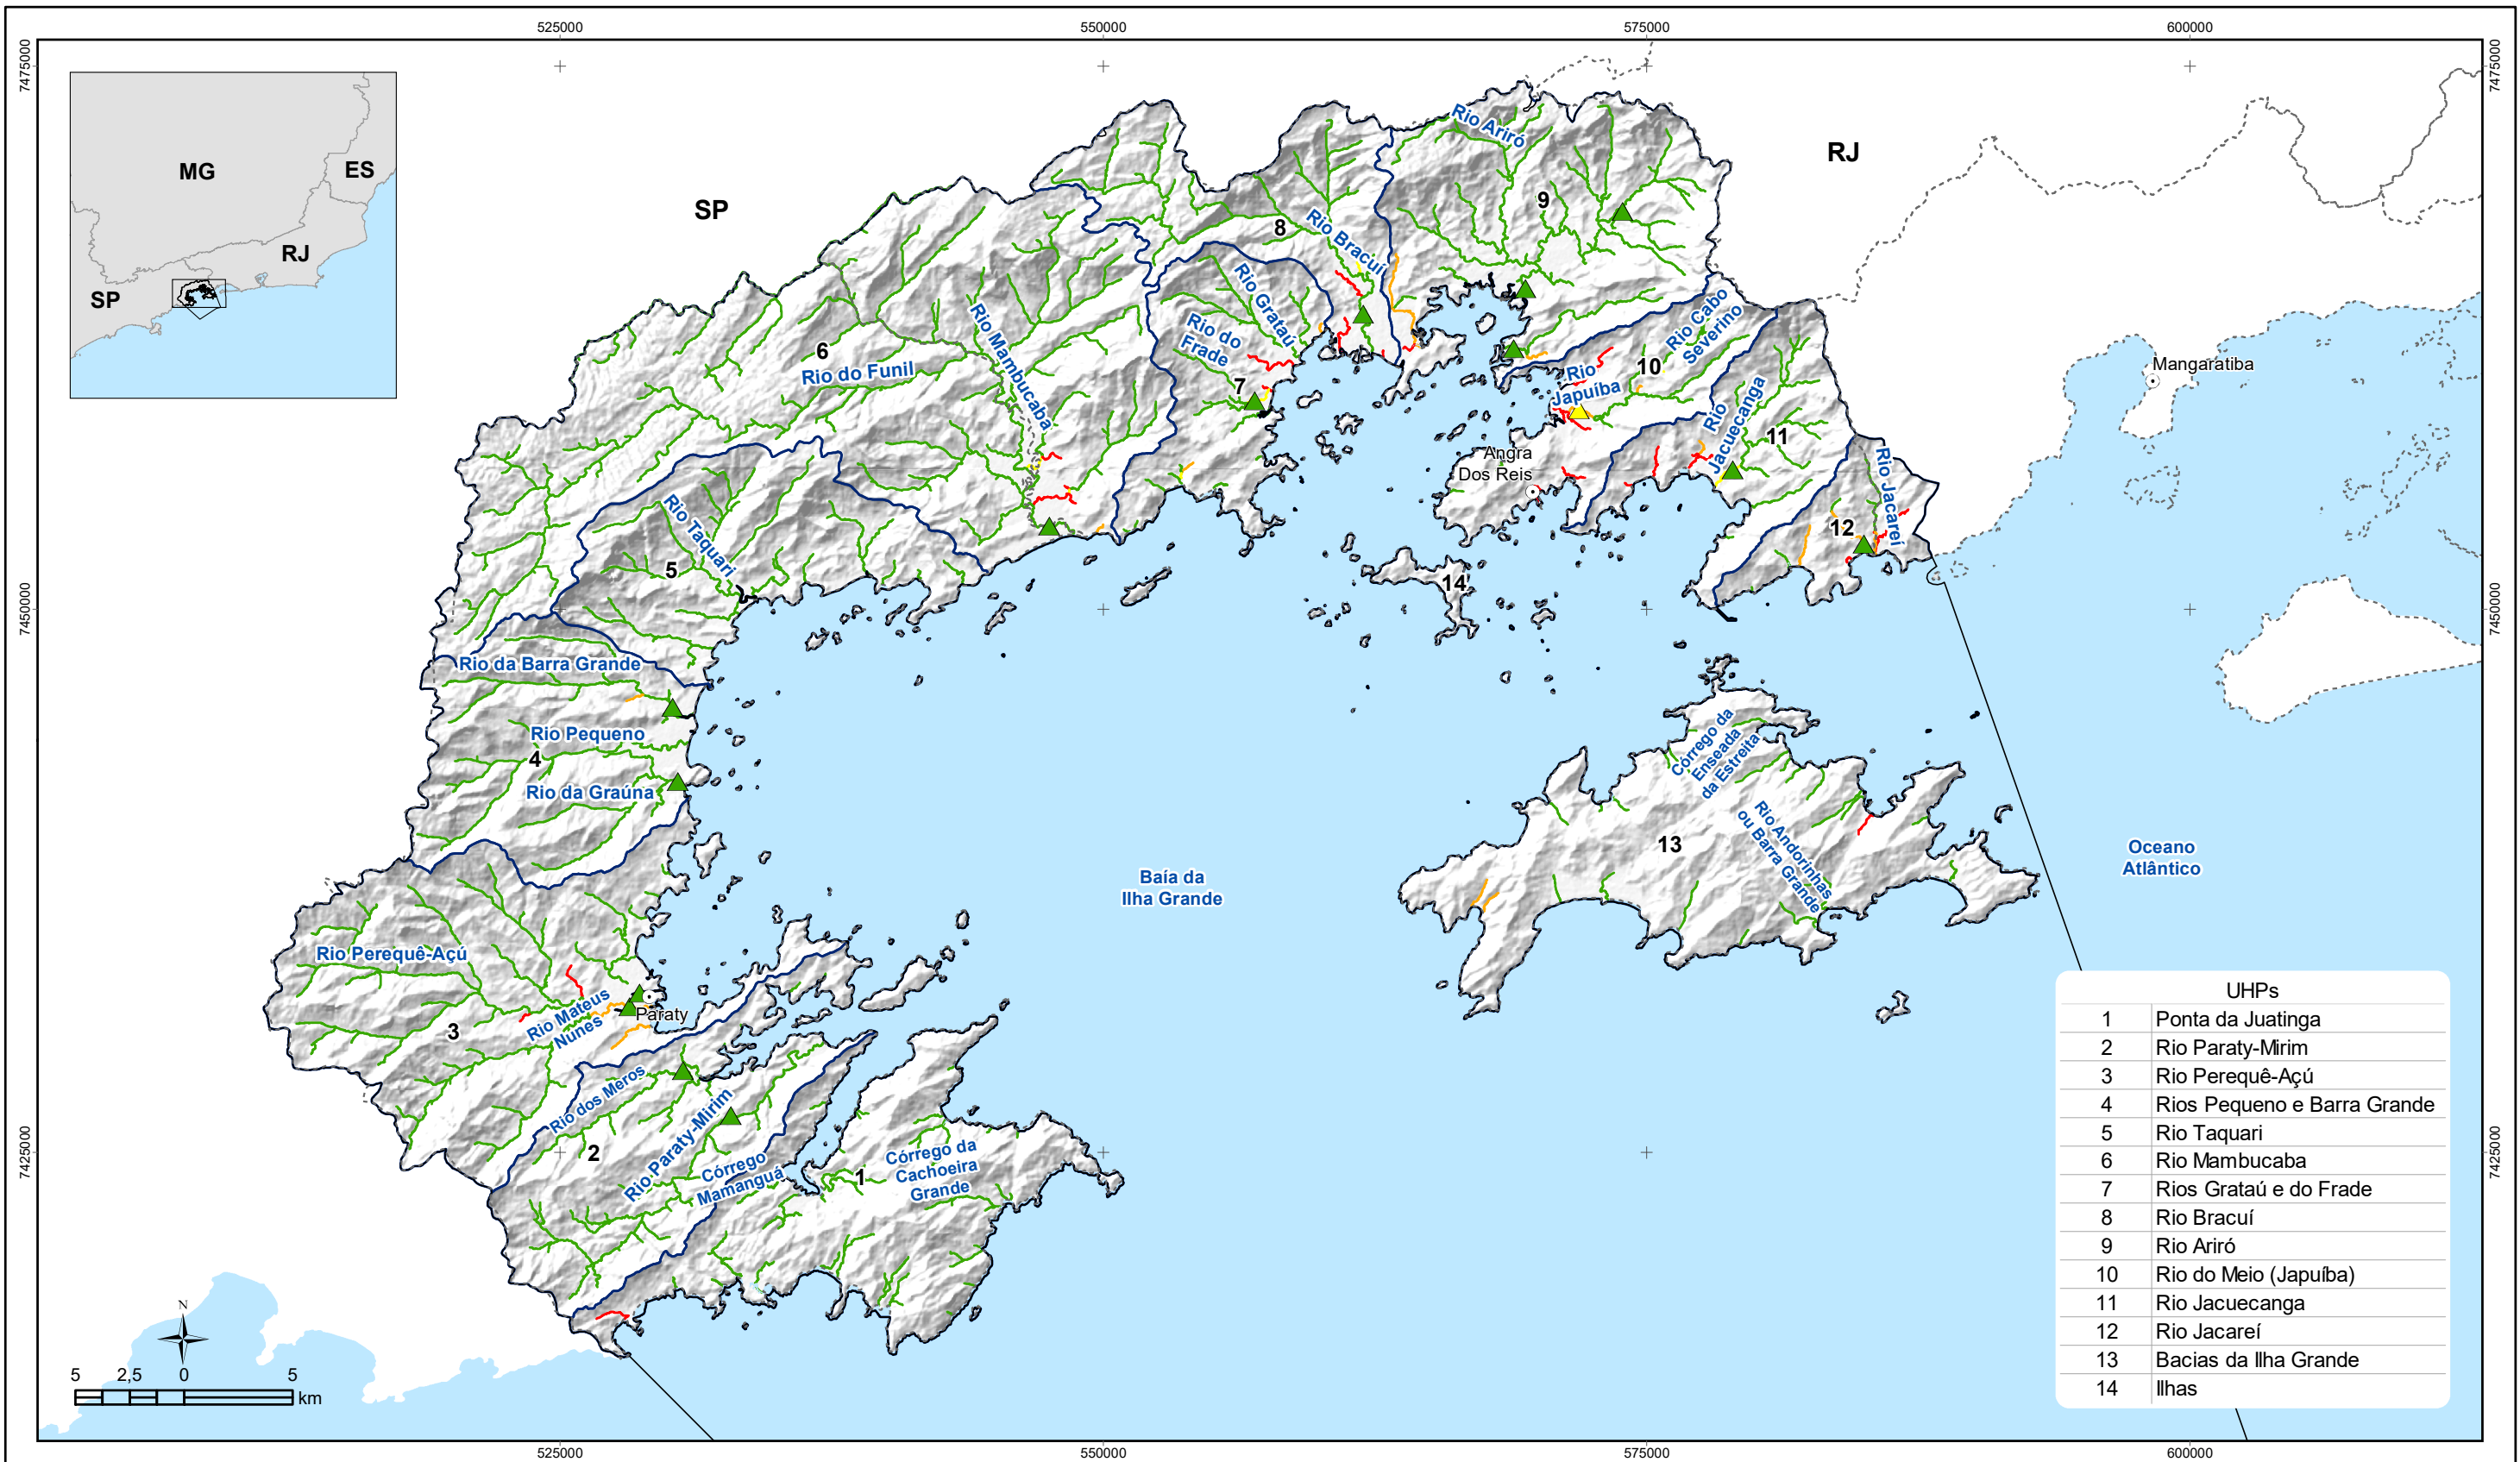 525000
550000
575000
600000
7475000
7475000
MG
ES
RJ
SP
SP
RJ
Rio Ariró
9
8
Rio Bracuí
Rio Grataú
Rio do
Frade
7
Rio Mambucaba
6
Rio do Funil
Rio Cabo
Severino
10
Rio
Japuíba
Rio
Jacuecanga
11
Mangaratiba
Angra
Dos Reis
Rio Jacareí
12
Rio Taquari
5
14
7450000
7450000
Rio da Barra Grande
Rio Pequeno
4
Rio da Graúna
Córrego da
Enseada
da Estreita
13
Rio Andorinhas
ou Barra Grande
Baía da
Ilha Grande
Oceano
Atlântico
Rio Perequê-Açú
3
Rio Mateus
Nunes
Paraty
Rio dos Meros
2
Rio Paraty-Mirim
Córrego
Mamanguá
1
Córrego da
Cachoeira
Grande
7425000
7425000
UHPs
1 Ponta da Juatinga
2 Rio Paraty-Mirim
3 Rio Perequê-Açú
4 Rios Pequeno e Barra Grande
5 Rio Taquari
6 Rio Mambucaba
7 Rios Grataú e do Frade
8 Rio Bracuí
9 Rio Ariró
10 Rio do Meio (Japuíba)
11 Rio Jacuecanga
12 Rio Jacareí
13 Bacias da Ilha Grande
14 Ilhas
N
5 2,5 0 5
km
525000
550000
575000
600000